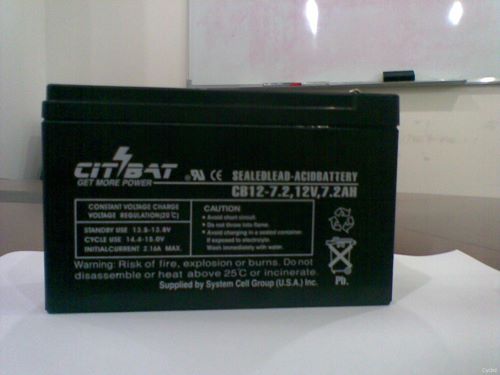 CITBAT
GET MORE POWER
CE SEALEDLEAD-ACIDBATTERY
CB12-7.2,12V,7.2AH
CONSTANT VOLTAGE CHARGE
VOLTAGE REGULATION(20°C)
STANDBY USE 13.5-13.8V
CYCLE USE 14.4-15.0V
INITIALCURRENT 2.16A MAX.
CAUTION
• Avoid short circuit.
• Do not throw into flame.
• Avoid charging in a sealed container.
If exposed to electrolyte.
Wash immediately with water.
Pb.
Warning: Risk of fire, explosion or burns. Do not
disassemble or heat above 25°C or incinerate.
Supplied by System Cell Group (U.S.A.) Inc.